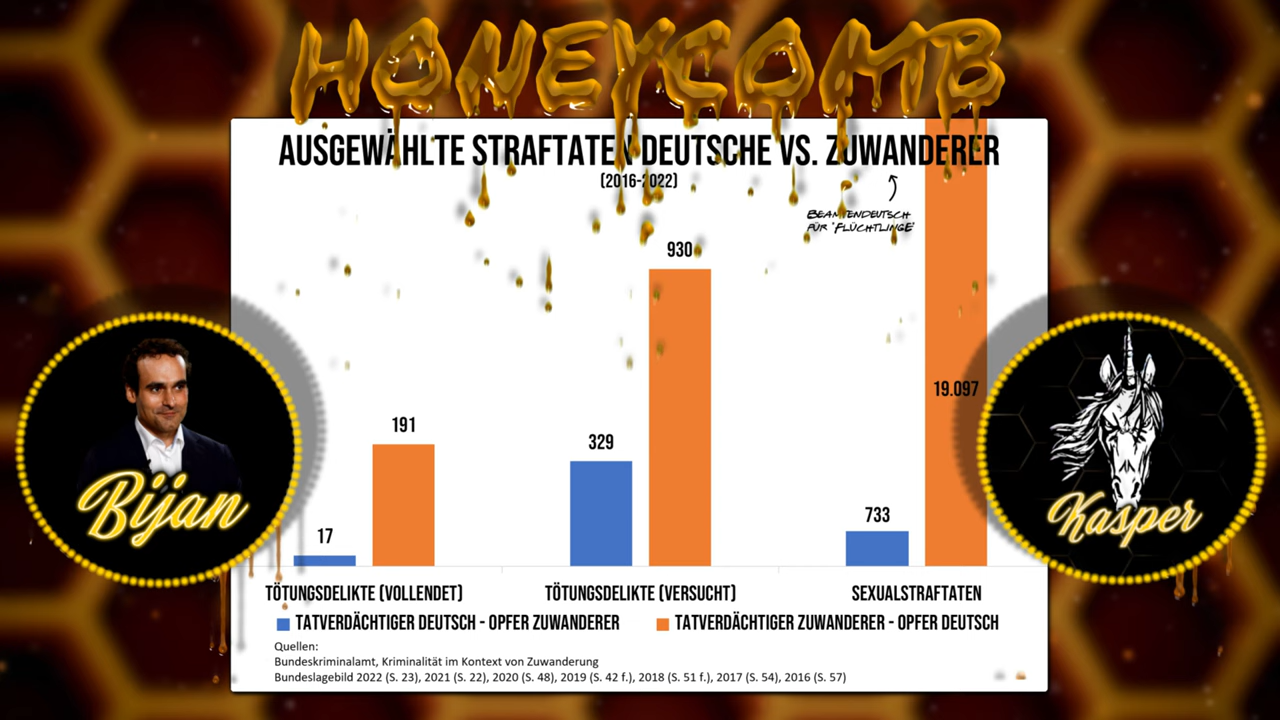 HONEYCOMB
AUSGEWÄHLTE STRAFTATEN DEUTSCHE VS. ZUWANDERER
(2016-2022)
BEAMTENDEUTSCH
FÜR "FLÜCHTLINGE"
930
19.097
191
329
733
17
Bijan
Kasper
TÖTUNGSDELIKTE (VOLLENDET) TÖTUNGSDELIKTE (VERSUCHT) SEXUALSTRAFTATEN
TATVERDÄCHTIGER DEUTSCH - OPFER ZUWANDERER TATVERDÄCHTIGER ZUWANDERER - OPFER DEUTSCH
Quellen:
Bundeskriminalamt, Kriminalität im Kontext von Zuwanderung
Bundeslagebild 2022 (S. 23), 2021 (S. 22), 2020 (S. 48), 2019 (S. 42 f.), 2018 (S. 51 f.), 2017 (S. 54), 2016 (S. 57)